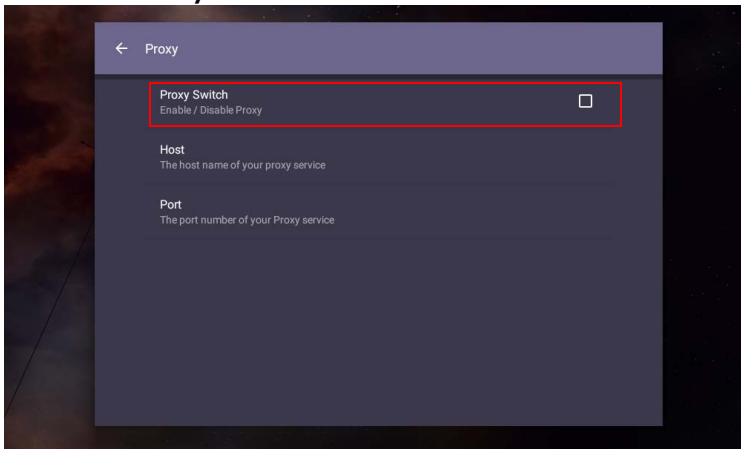 Proxy
Proxy Switch
Enable / Disable Proxy
Host
The host name of your proxy service
Port
The port number of your Proxy service